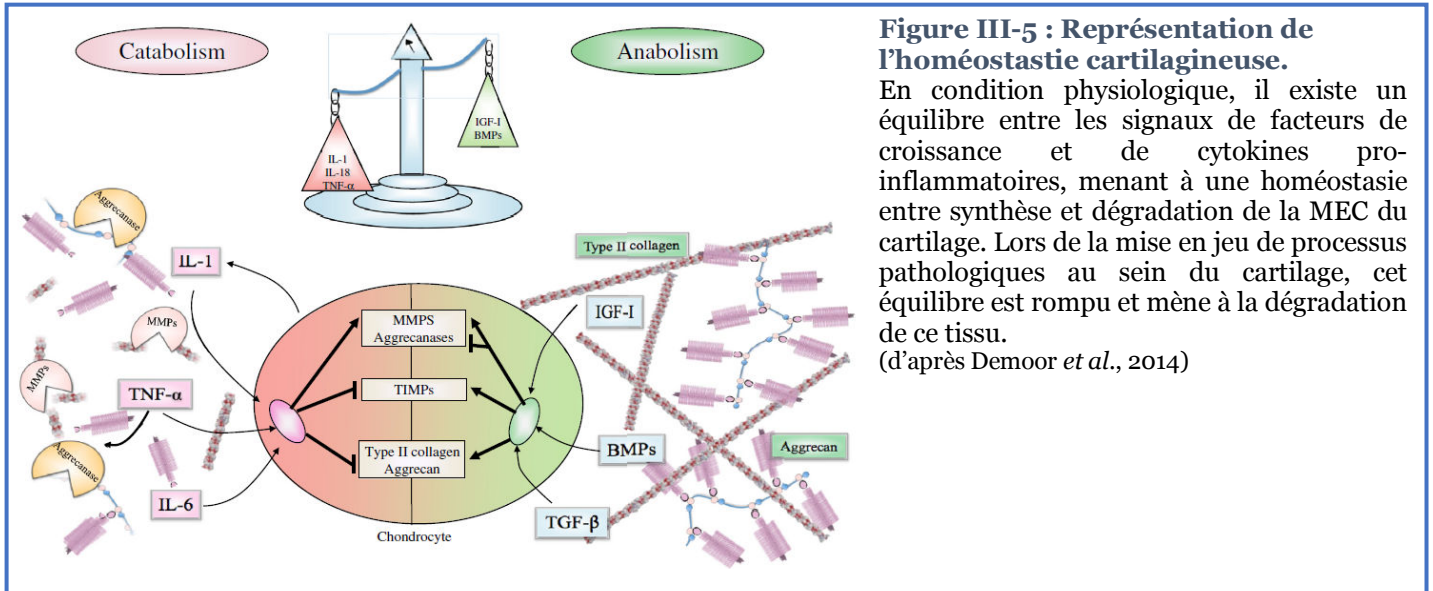 Catabolism
Anabolism
IGF-I
BMPs
IL-1
IL-18
TNF-α
Aggrecanase
IL-1
MMPs
MMPs
TNF-α
Aggrecanase
IL-6
MMPS
Aggrecanases
TIMPs
Type II collagen
Aggrecan
Chondrocyte
Type II collagen
IGF-I
BMPs
Aggrecan
TGF-β
Figure III-5 : Représentation de
l’homéostastie cartilagineuse.
En condition physiologique, il existe un
équilibre entre les signaux de facteurs de
croissance et de cytokines pro-
inflammatoires, menant à une homéostasie
entre synthèse et dégradation de la MEC du
cartilage. Lors de la mise en jeu de processus
pathologiques au sein du cartilage, cet
équilibre est rompu et mène à la dégradation
de ce tissu.
(d’après Demoor et al., 2014)